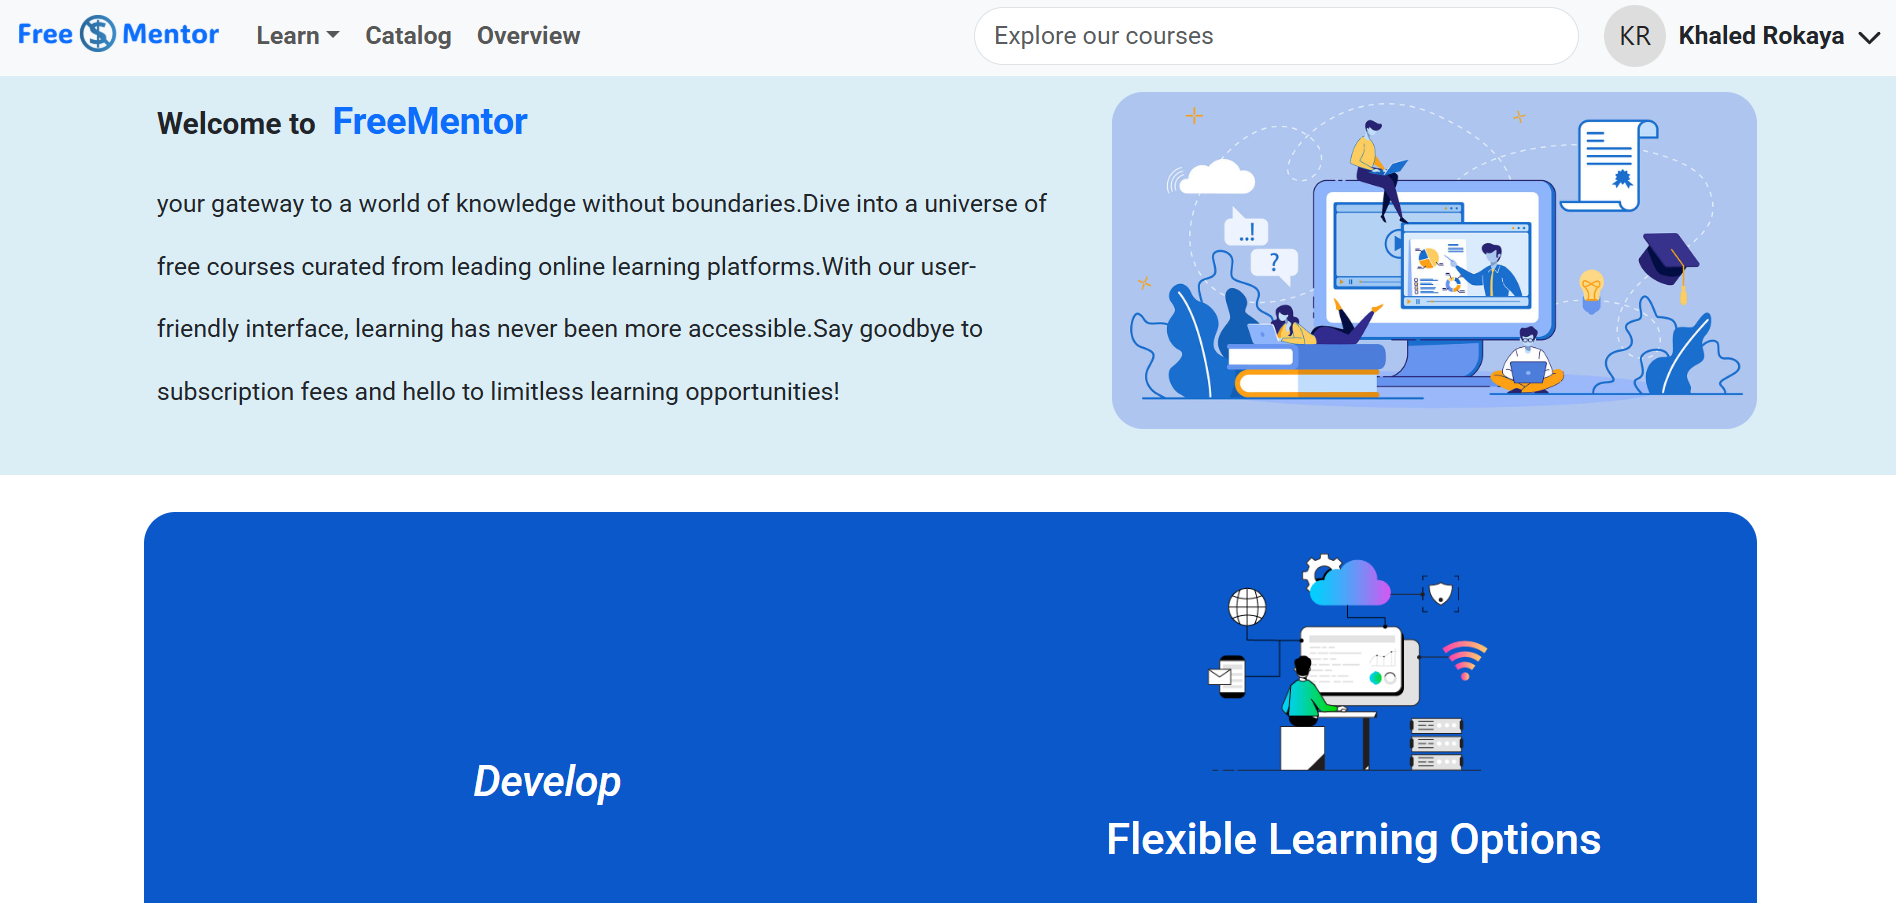 Free $ Mentor
Learn Catalog Overview
Explore our courses
KR Khaled Rokaya
Welcome to FreeMentor
your gateway to a world of knowledge without boundaries.Dive into a universe of
free courses curated from leading online learning platforms.With our user-
friendly interface, learning has never been more accessible.Say goodbye to
subscription fees and hello to limitless learning opportunities!
...!
?
Develop
Flexible Learning Options